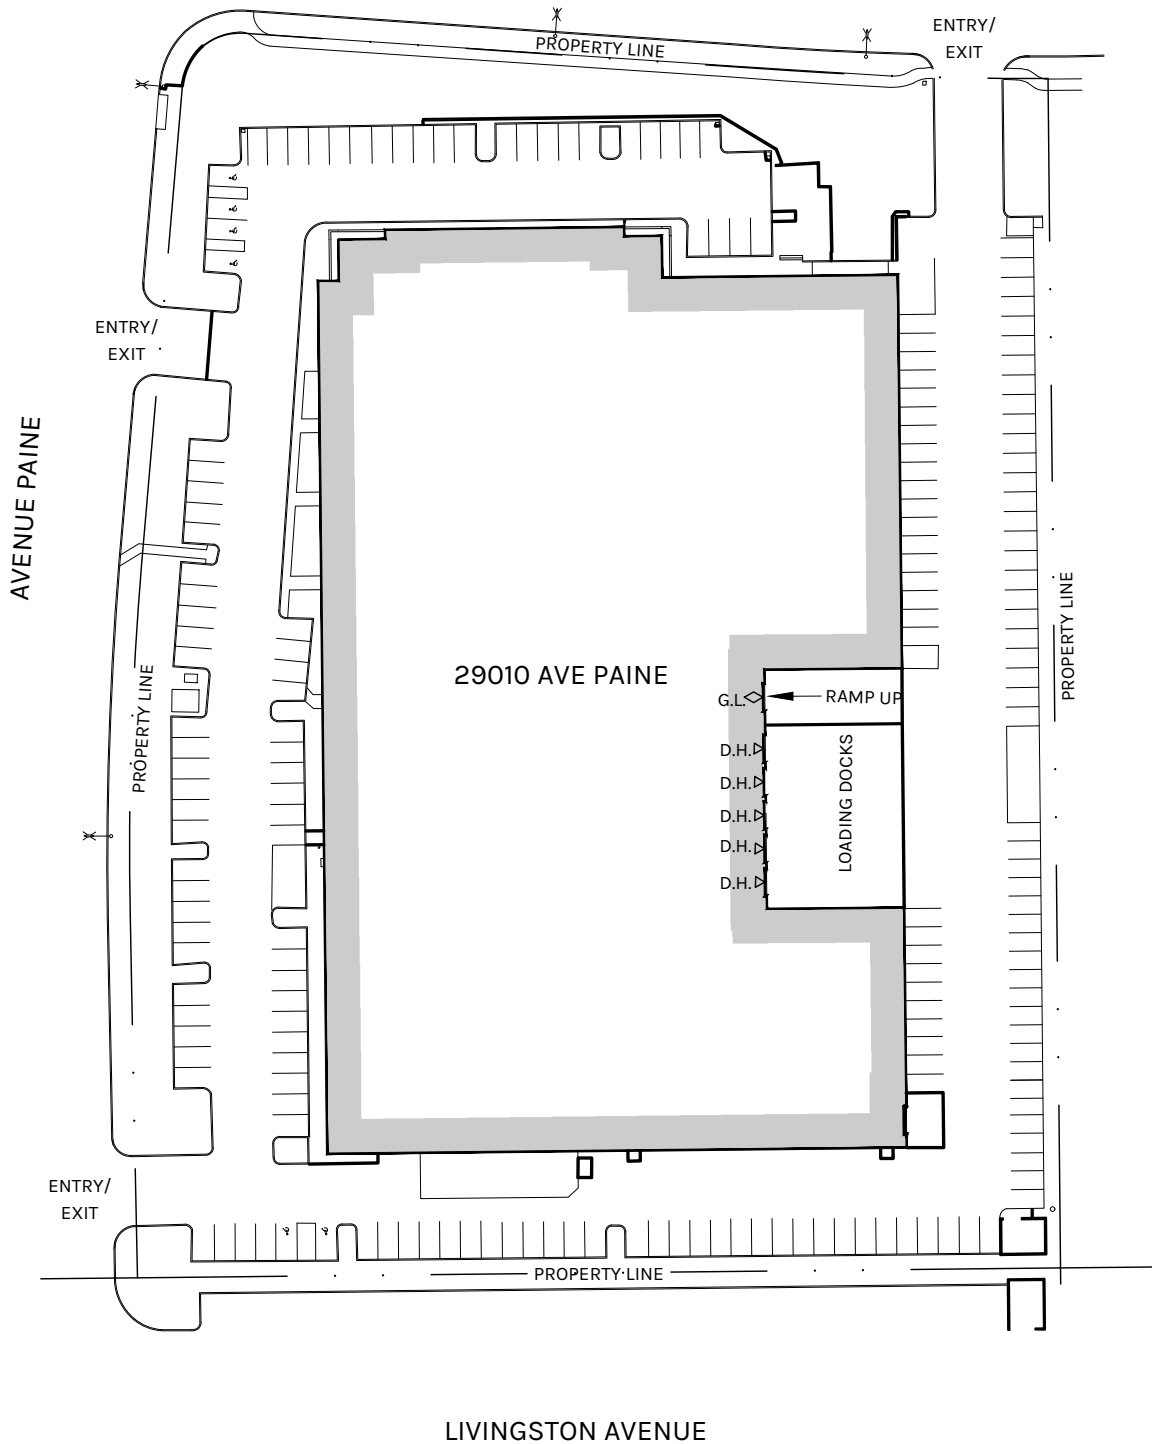 ENTRY/
EXIT
PROPERTY LINE
ENTRY/
EXIT
AVENUE PAINE
PROPERTY LINE
29010 AVE PAINE
PROPERTY LINE
G.L.
RAMP UP
D.H.
D.H.
D.H.
D.H.
D.H.
LOADING DOCKS
ENTRY/
EXIT
PROPERTY LINE
LIVINGSTON AVENUE